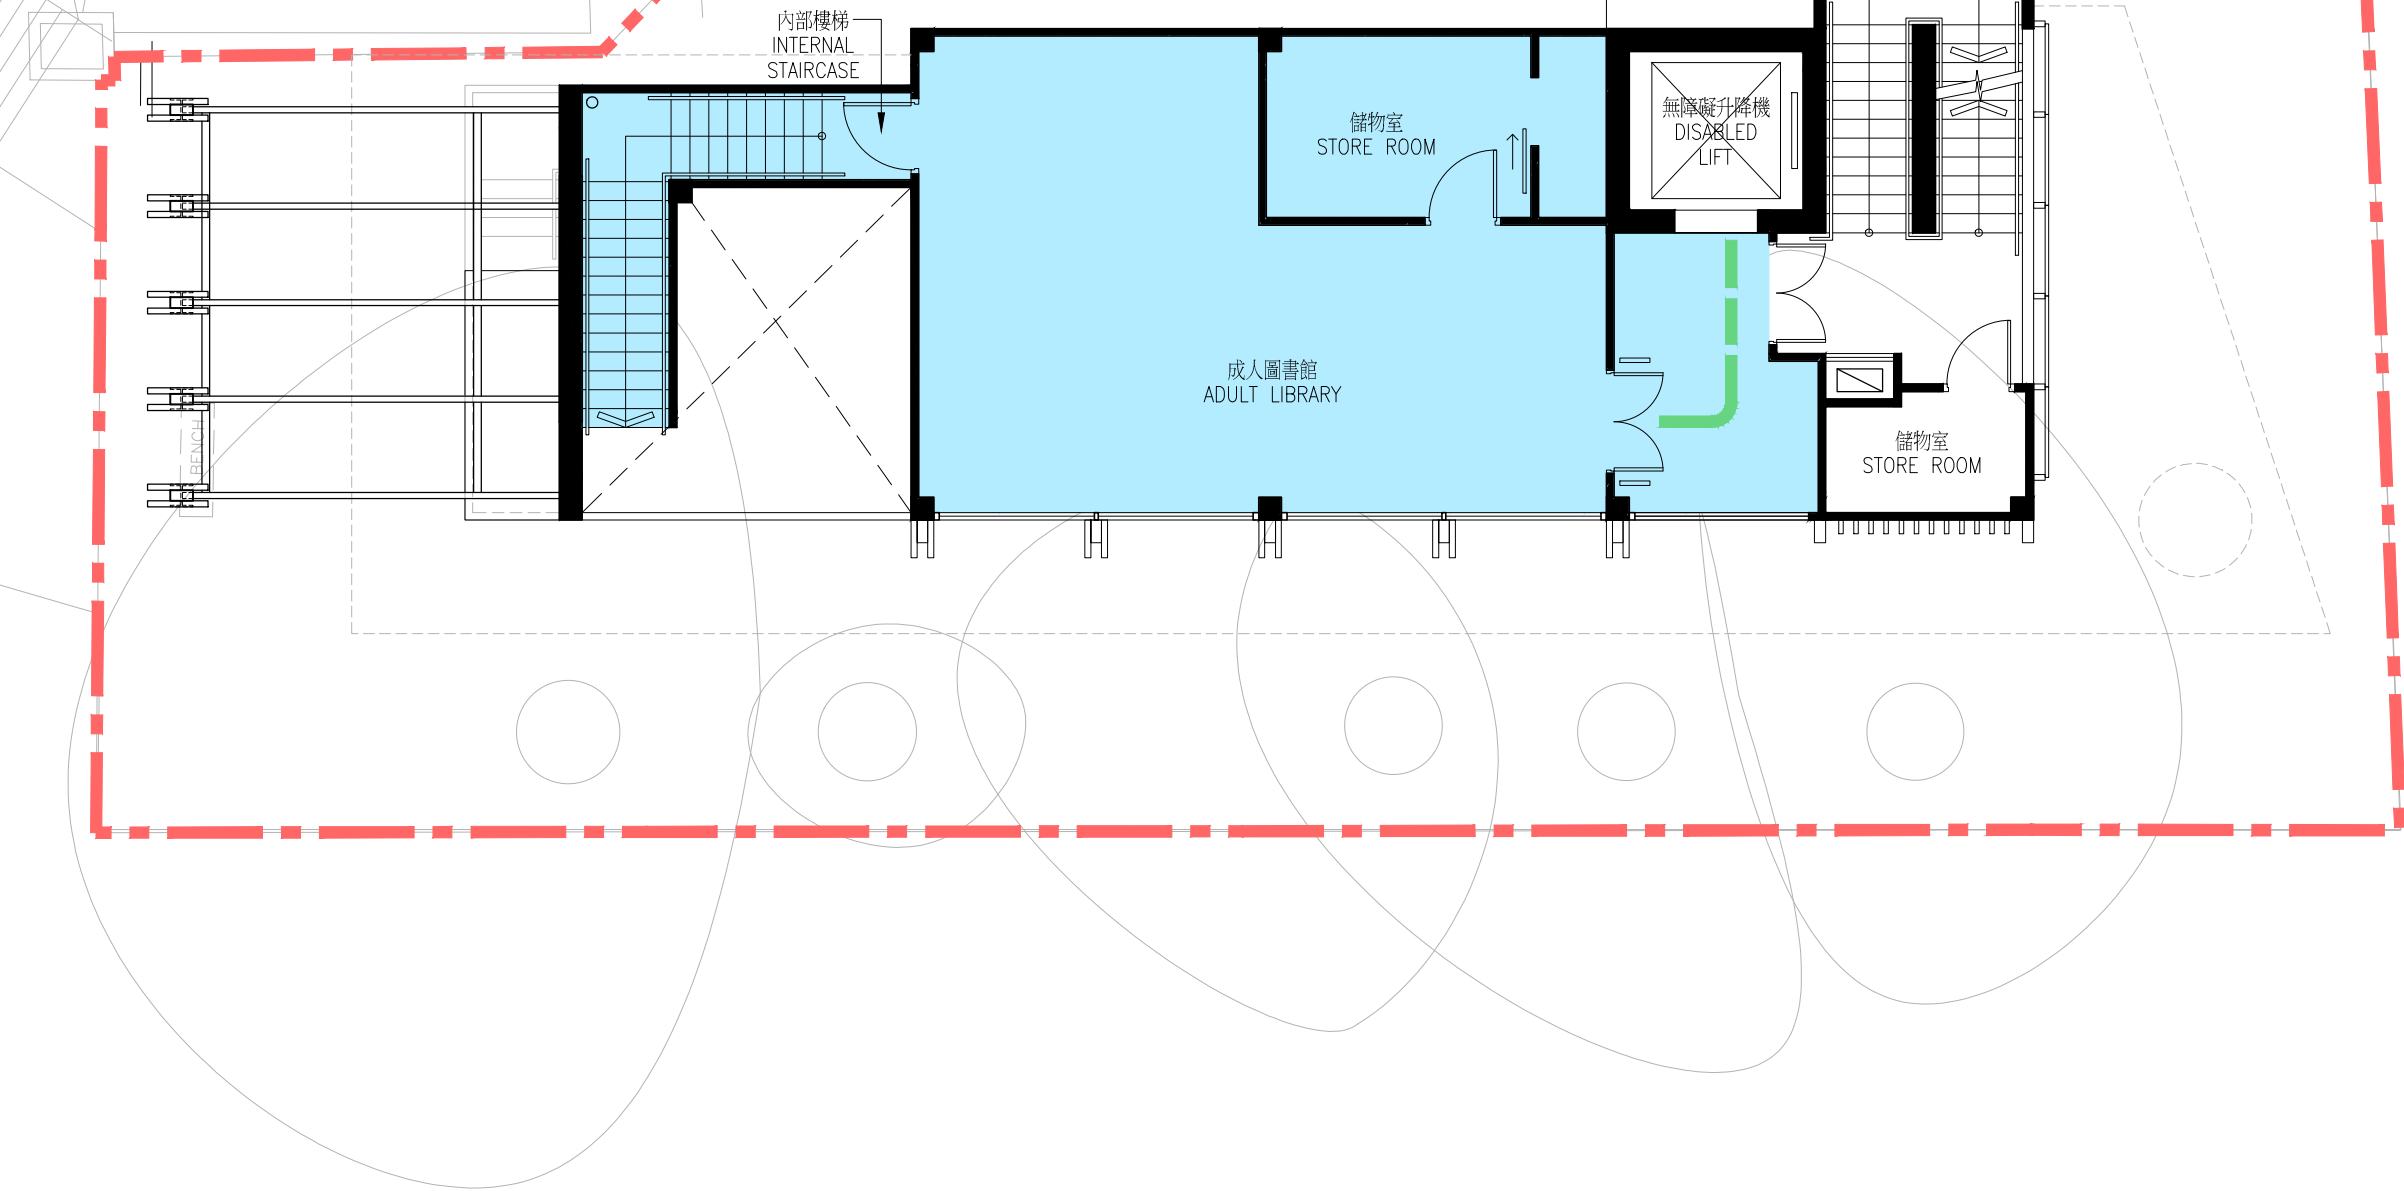 內部樓梯
INTERNAL
STAIRCASE
儲物室
STORE ROOM
無障礙升降機
DISABLED
LIFT
成人圖書館
ADULT LIBRARY
儲物室
STORE ROOM
BENCH